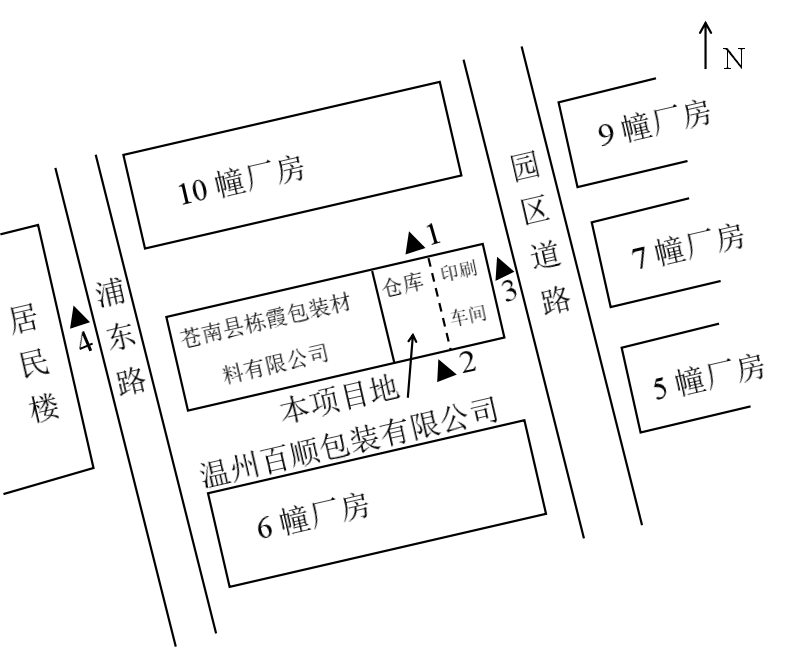 N
9 幢厂房
10 幢厂房
园区道路
▲1
7 幢厂房
仓库
印刷
车间
▲3
浦东路
苍南县栋霞包装材
料有限公司
居民楼
▲4
▲2
5 幢厂房
本项目地
温州百顺包装有限公司
6 幢厂房